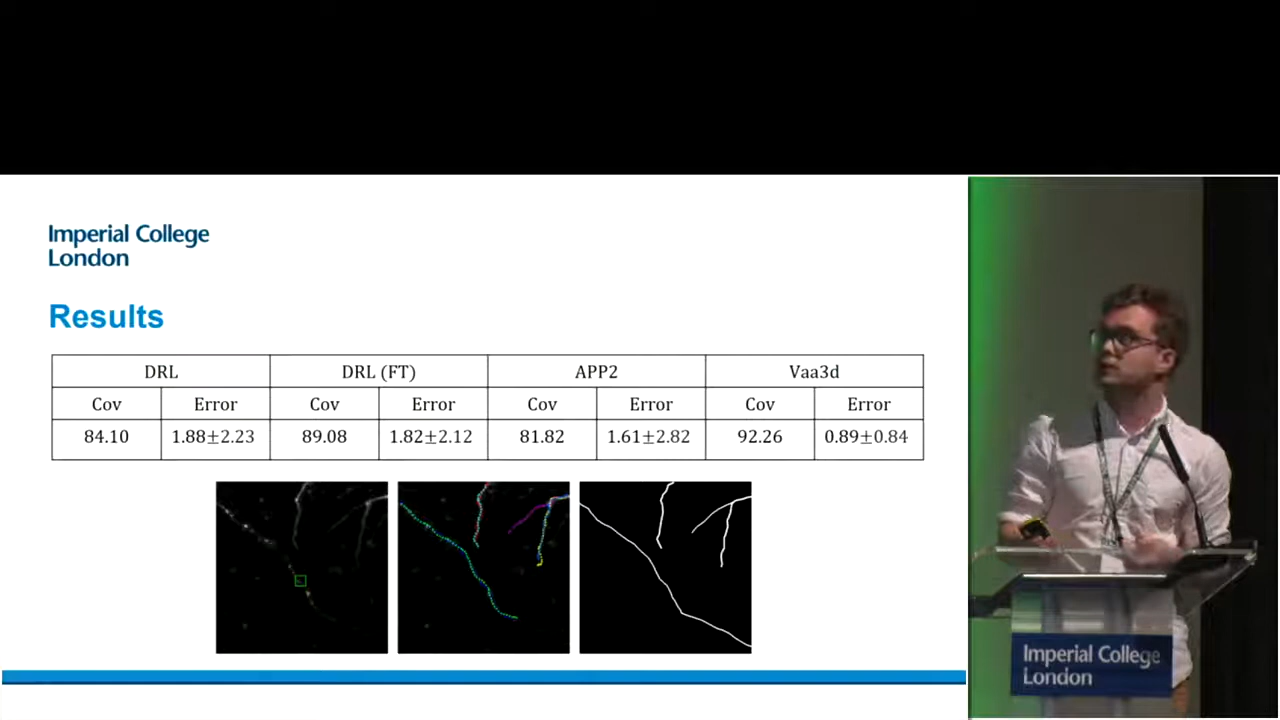 Imperial College
London
Results
DRL DRL (FT) APP2 Vaa3d
Cov Error Cov Error Cov Error Cov Error
84.10 1.88±2.23 89.08 1.82±2.12 81.82 1.61±2.82 92.26 0.89±0.84
Imperial College
London